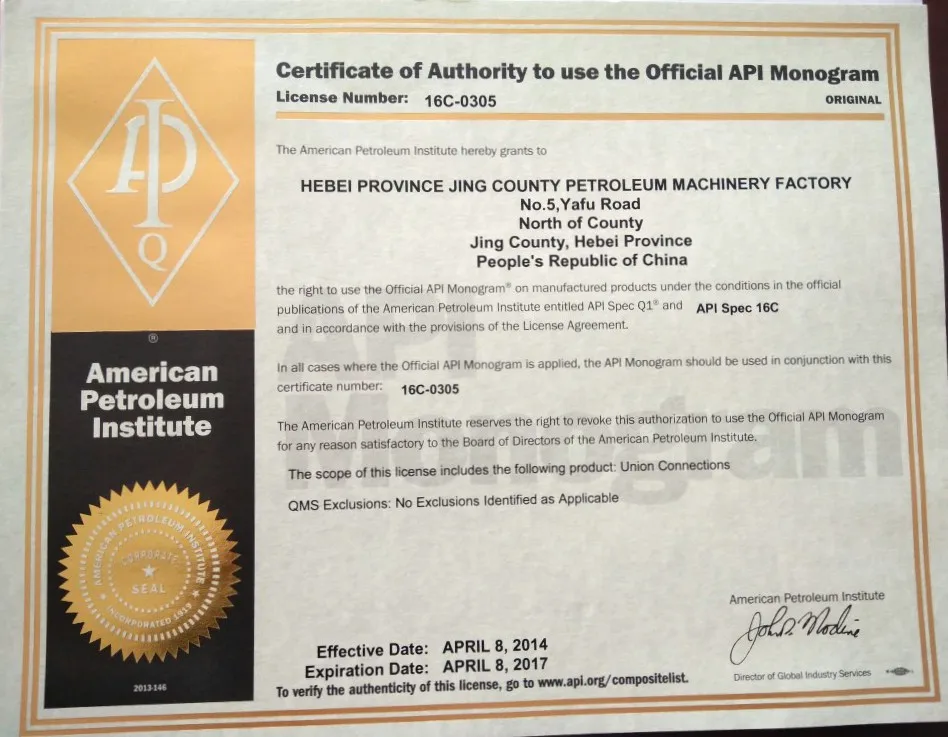 Certificate of Authority to use the Official API Monogram
License Number: 16C-0305
ORIGINAL
The American Petroleum Institute hereby grants to
HEBEI PROVINCE JING COUNTY PETROLEUM MACHINERY FACTORY
No.5,Yafu Road
North of County
Jing County, Hebei Province
People's Republic of China
the right to use the Official API Monogram® on manufactured products under the conditions in the official
publications of the American Petroleum Institute entitled API Spec Q1® and API Spec 16C
and in accordance with the provisions of the License Agreement.
In all cases where the Official API Monogram is applied, the API Monogram should be used in conjunction with this
certificate number: 16C-0305
The American Petroleum Institute reserves the right to revoke this authorization to use the Official API Monogram
for any reason satisfactory to the Board of Directors of the American Petroleum Institute.
The scope of this license includes the following product: Union Connections
QMS Exclusions: No Exclusions Identified as Applicable
API
Monogram
API
Q
®
American
Petroleum
Institute
AMERICAN PETROLEUM INSTITUTE
CORPORATE
SEAL
INCORPORATED 1919
2013-146
Effective Date: APRIL 8, 2014
Expiration Date: APRIL 8, 2017
To verify the authenticity of this license, go to www.api.org/compositelist.
American Petroleum Institute
John D. Modine
Director of Global Industry Services